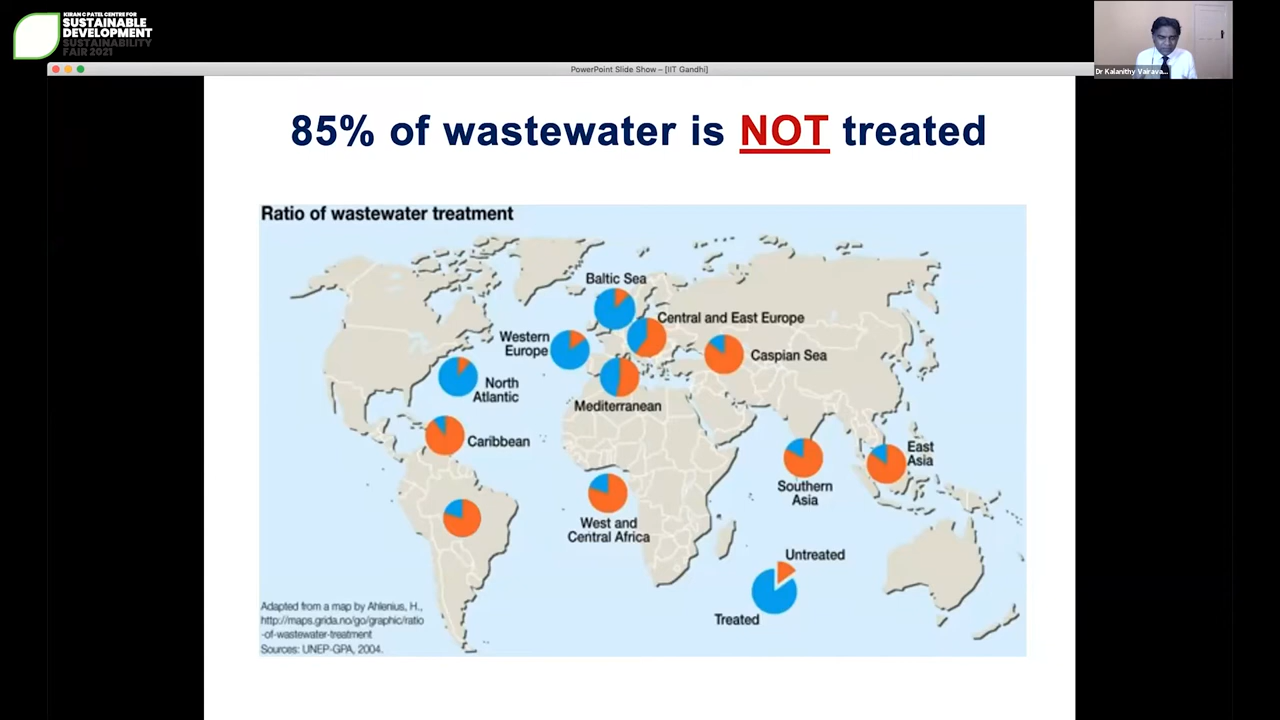 KIRAN C PATEL CENTRE FOR
SUSTAINABLE
DEVELOPMENT
SUSTAINABILITY
FAIR 2021
Dr Kalanithy Vairava...
PowerPoint Slide Show – [IIT Gandhi]
85% of wastewater is NOT treated
Ratio of wastewater treatment
Baltic Sea
Central and East Europe
Western
Europe
Caspian Sea
North
Atlantic
Mediterranean
Caribbean
East
Asia
Southern
Asia
West and
Central Africa
Untreated
Treated
Adapted from a map by Ahlenius, H.,
http://maps.grida.no/go/graphic/ratio
-of-wastewater-treatment
Sources: UNEP-GPA, 2004.